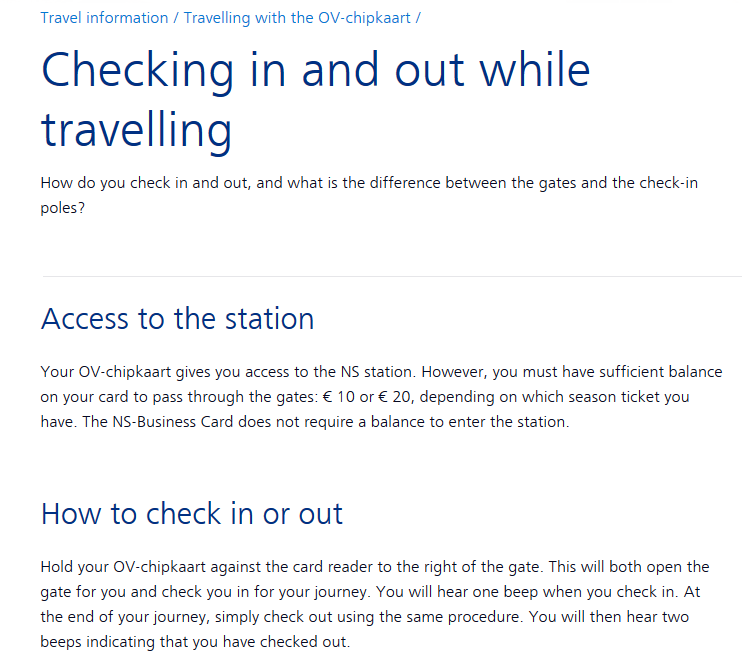 Travel information / Travelling with the OV-chipkaart /
Checking in and out while
travelling
How do you check in and out, and what is the difference between the gates and the check-in
poles?
Access to the station
Your OV-chipkaart gives you access to the NS station. However, you must have sufficient balance
on your card to pass through the gates: € 10 or € 20, depending on which season ticket you
have. The NS-Business Card does not require a balance to enter the station.
How to check in or out
Hold your OV-chipkaart against the card reader to the right of the gate. This will both open the
gate for you and check you in for your journey. You will hear one beep when you check in. At
the end of your journey, simply check out using the same procedure. You will then hear two
beeps indicating that you have checked out.